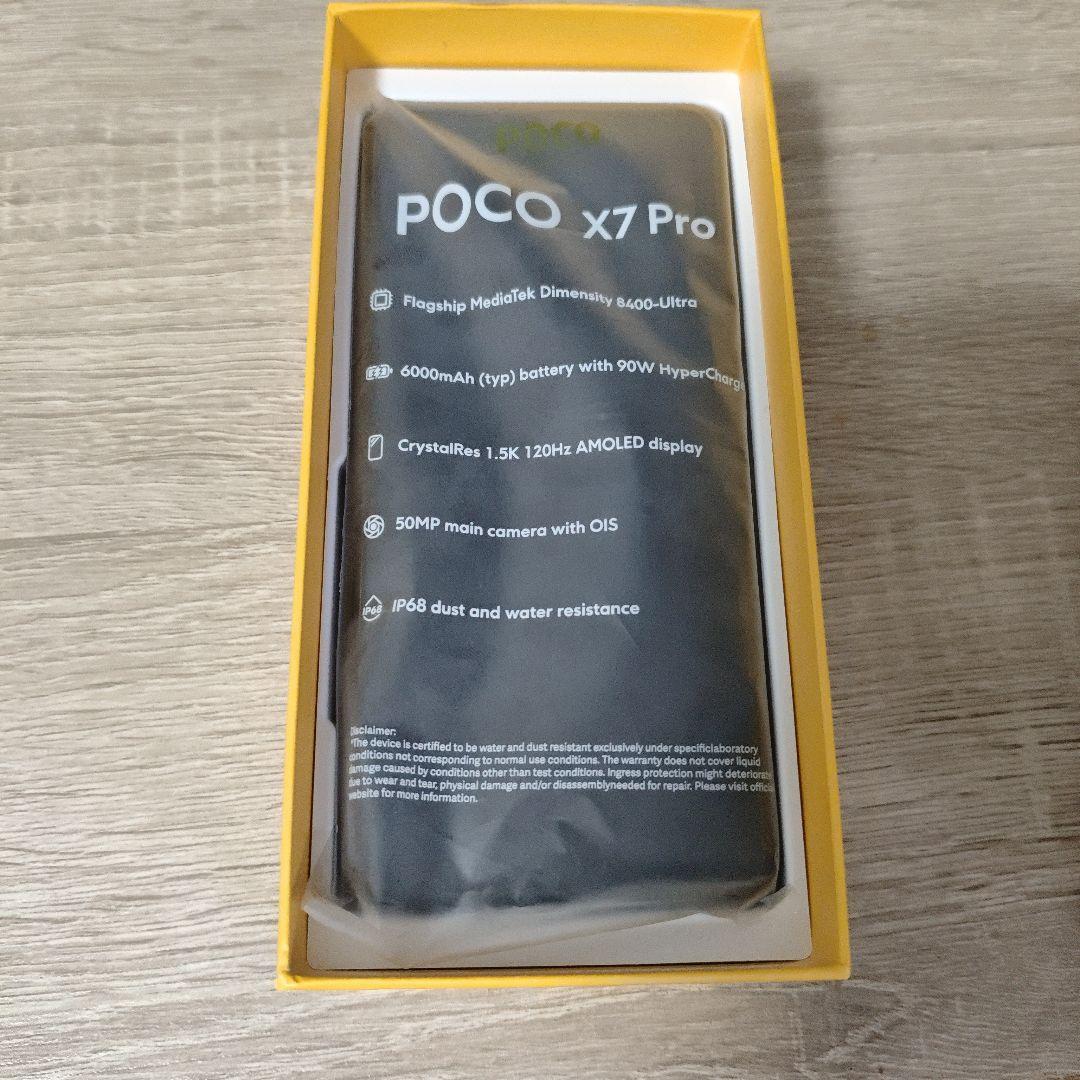 POCO
POCO X7 Pro
Flagship MediaTek Dimensity 8400-Ultra
6000mAh (typ) battery with 90W HyperCharge
CrystalRes 1.5K 120Hz AMOLED display
50MP main camera with OIS
IP68 IP68 dust and water resistance
Disclaimer:
*The device is certified to be water and dust resistant exclusively under specificlaboratory
conditions not corresponding to normal use conditions. The warranty does not cover liquid
damage caused by conditions other than test conditions. Ingress protection might deteriorate
due to wear and tear, physical damage and/or disassemblyneeded for repair. Please visit official
website for more information.